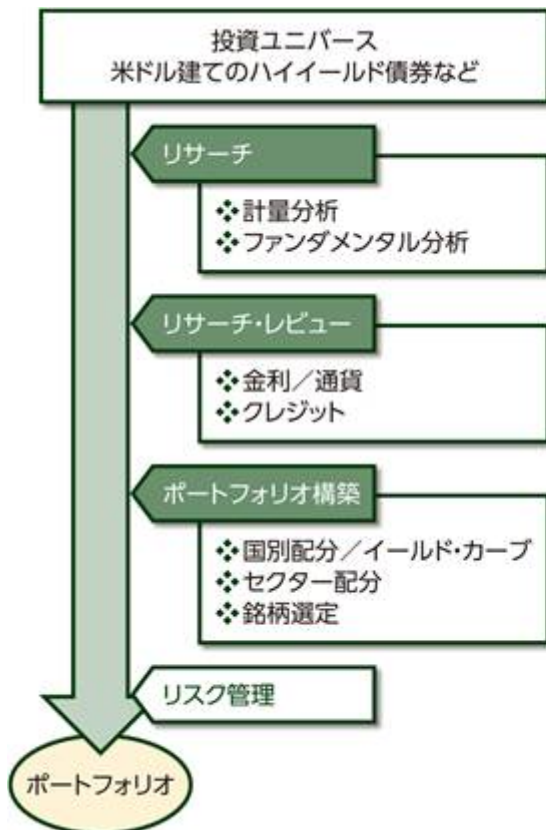 投資ユニバース
米ドル建てのハイイールド債券など
リサーチ
❖計量分析
❖ファンダメンタル分析
リサーチ・レビュー
❖金利／通貨
❖クレジット
ポートフォリオ構築
❖国別配分／イールド・カーブ
❖セクター配分
❖銘柄選定
リスク管理
ポートフォリオ